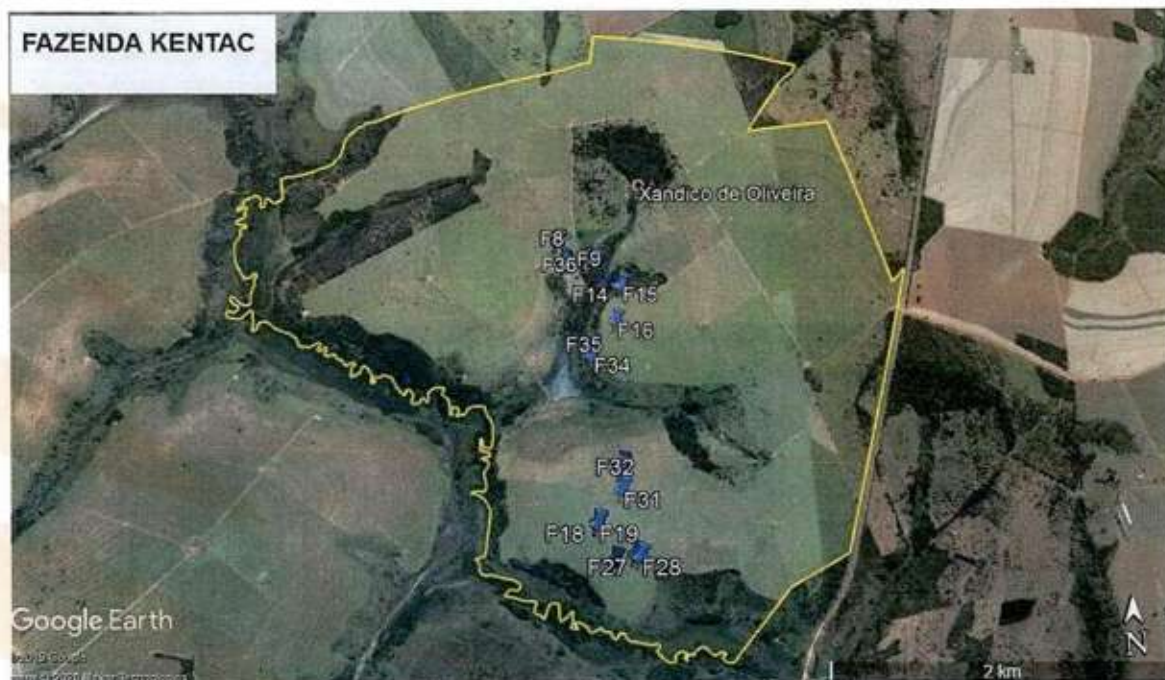 FAZENDA KENTAC
Xandico de Oliveira
F8
F9
F36
F14
F15
F16
F35
F34
F32
F31
F18
F19
F27
F28
Google Earth
N
2 km